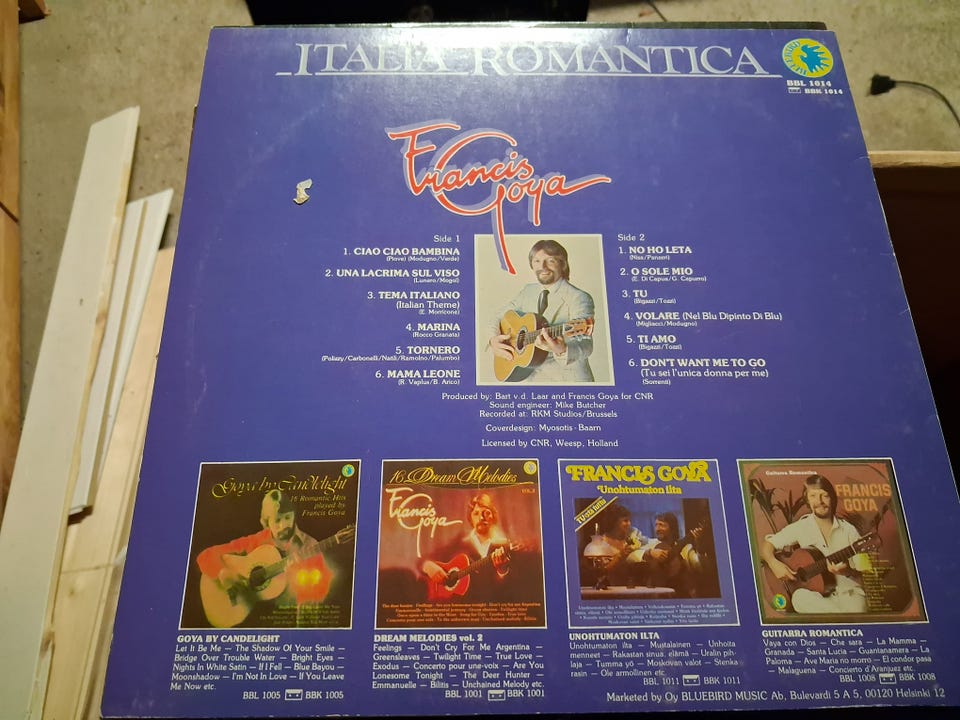 ITALIA ROMANTICA
BLUEBIRD
BBL 1014
BBK 1014
Francis
Goya
Side 1
1. CIAO CIAO BAMBINA
(Piove) (Modugno/Verde)
2. UNA LACRIMA SUL VISO
(Lunero/Mogol)
3. TEMA ITALIANO
(Italian Theme)
(E. Morricone)
4. MARINA
(Rocco Granata)
5. TORNERO
(Polizzy/Carbonelli/Natili/Ramoino/Palumbo)
6. MAMA LEONE
(R. Vaplus/B. Arico)
Side 2
1. NO HO LETA
(Nisa/Panzeri)
2. O SOLE MIO
(E. Di Capua/G. Capurro)
3. TU
(Bigazzi/Tozzi)
4. VOLARE (Nel Blu Dipinto Di Blu)
(Migliacci/Modugno)
5. TI AMO
(Bigazzi/Tozzi)
6. DON'T WANT ME TO GO
(Tu sei l'unica donna per me)
(Sorrenti)
Produced by: Bart v.d. Laar and Francis Goya for CNR
Sound engineer: Mike Butcher
Recorded at: RKM Studios/Brussels
Coverdesign: Myosotis - Baarn
Licensed by CNR, Weesp, Holland
Goya by Candlelight
16 Romantic Hits
played by
Francis Goya
16 Dream Melodies
VOL. 2
Francis
Goya
FRANCIS GOYA
Unohtumaton ilta
Guitarra Romantica
FRANCIS
GOYA
GOYA BY CANDLELIGHT
Let It Be Me — The Shadow Of Your Smile —
Bridge Over Trouble Water — Bright Eyes —
Nights In White Satin — If I Fell — Blue Bayou —
Moonshadow — I'm Not In Love — If You Leave
Me Now etc.
BBL 1005 BBK 1005
DREAM MELODIES vol. 2
Feelings — Don't Cry For Me Argentina —
Greensleaves — Twilight Time — True Love —
Exodus — Concerto pour une-voix — Are You
Lonesome Tonight — The Deer Hunter —
Emmanuelle — Bilitis — Unchained Melody etc.
BBL 1001 BBK 1001
UNOHTUMATON ILTA
Unohtumaton ilta — Mustalainen — Unhoita
menneet — Rakastan sinua, elämä — Uralin pihlaja — Tumma yö — Moskovan valot — Stenka
rasin — Ole armollinen etc.
BBL 1011 BBK 1011
GUITARRA ROMANTICA
Vaya con Dios — Che sara — La Mamma —
Granada — Santa Lucia — Guantanamera — La
Paloma — Ave Maria no morro — El condor pasa
— Malaguena — Concierto d'Aranguez etc.
BBL 1008 BBK 1008
Marketed by Oy BLUEBIRD MUSIC Ab, Bulevardi 5 A 5, 00120 Helsinki 12